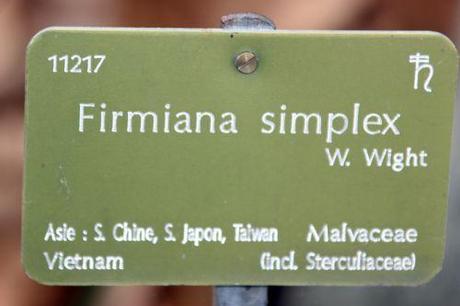 11217 ♄
Firmiana simplex
W. Wight
Asie : S. Chine, S. Japon, Taiwan Malvaceae
Vietnam (incl. Sterculiaceae)